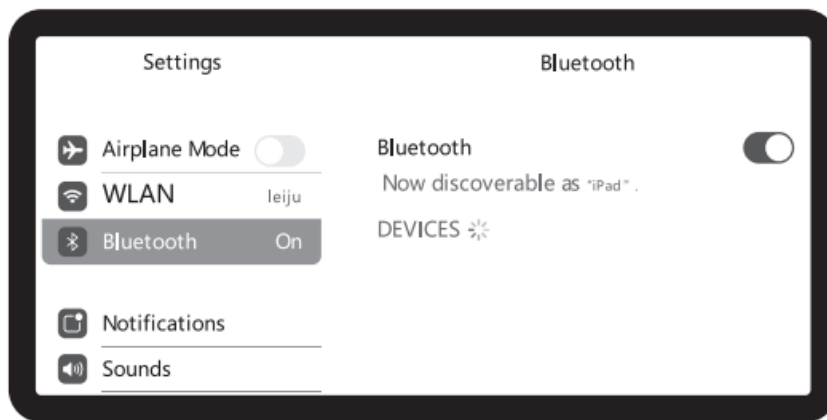 Settings
Bluetooth
Airplane Mode
WLAN leiju
Bluetooth On
Notifications
Sounds
Bluetooth
Now discoverable as "iPad" .
DEVICES